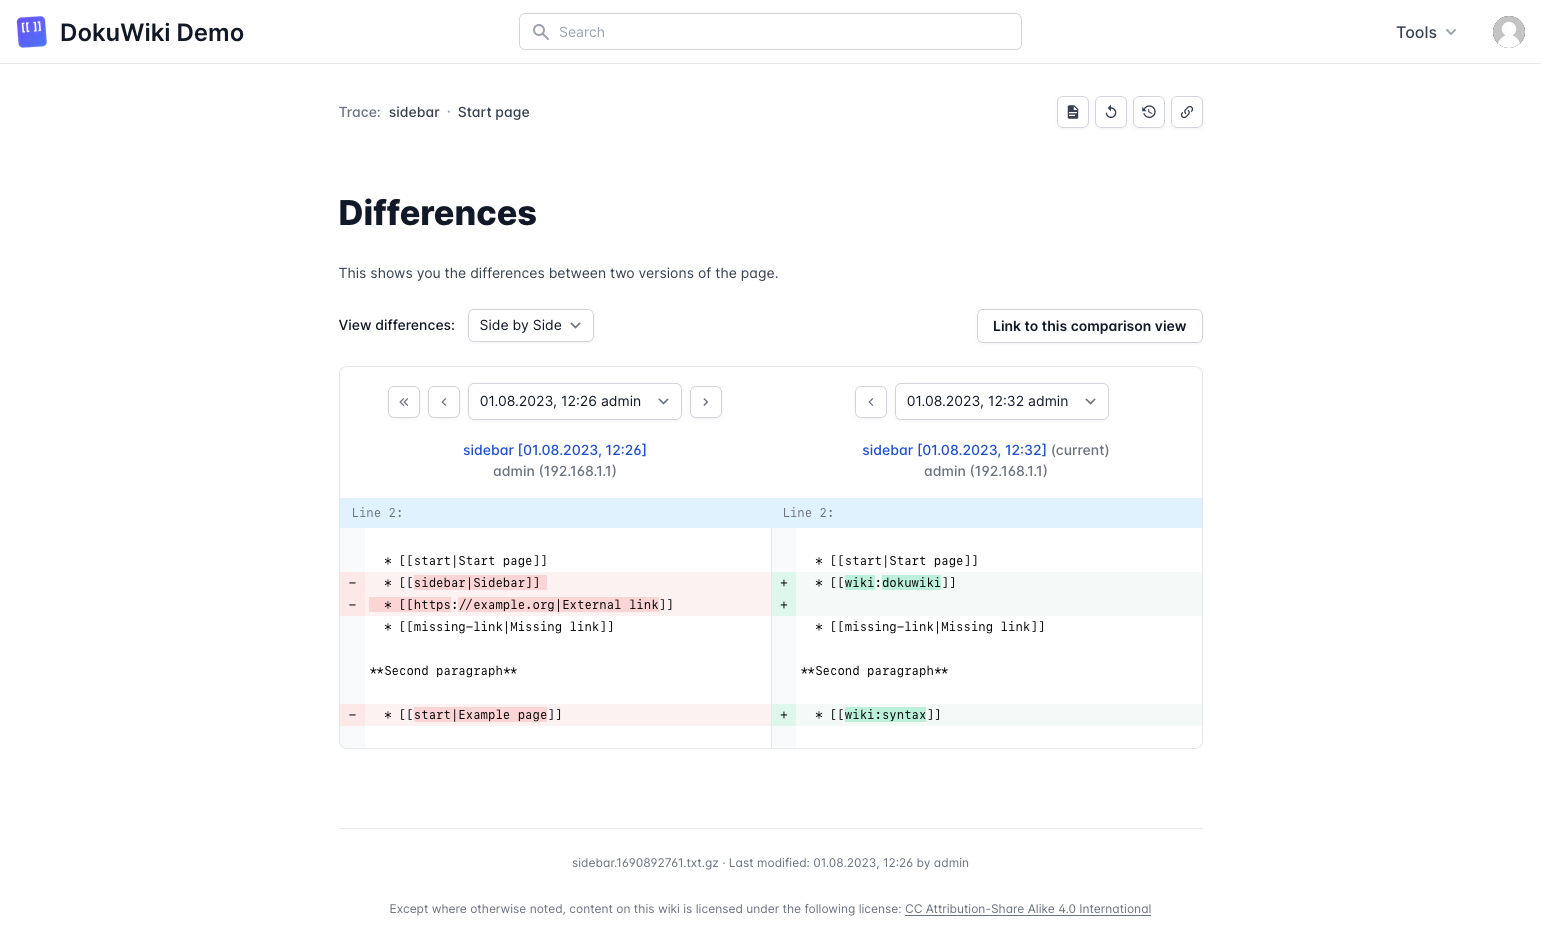 [[ ]] DokuWiki Demo
Search
Tools
Trace: sidebar · Start page
Differences
This shows you the differences between two versions of the page.
View differences: Side by Side
Link to this comparison view
« ‹ 01.08.2023, 12:26 admin ›
‹ 01.08.2023, 12:32 admin
sidebar [01.08.2023, 12:26]
admin (192.168.1.1)
sidebar [01.08.2023, 12:32] (current)
admin (192.168.1.1)
Line 2:
Line 2:
* [[start|Start page]]
* [[start|Start page]]
− * [[sidebar|Sidebar]]
+ * [[wiki:dokuwiki]]
− * [[https://example.org|External link]]
+
* [[missing-link|Missing link]]
* [[missing-link|Missing link]]
**Second paragraph**
**Second paragraph**
− * [[start|Example page]]
+ * [[wiki:syntax]]
sidebar.1690892761.txt.gz · Last modified: 01.08.2023, 12:26 by admin
Except where otherwise noted, content on this wiki is licensed under the following license: CC Attribution-Share Alike 4.0 International